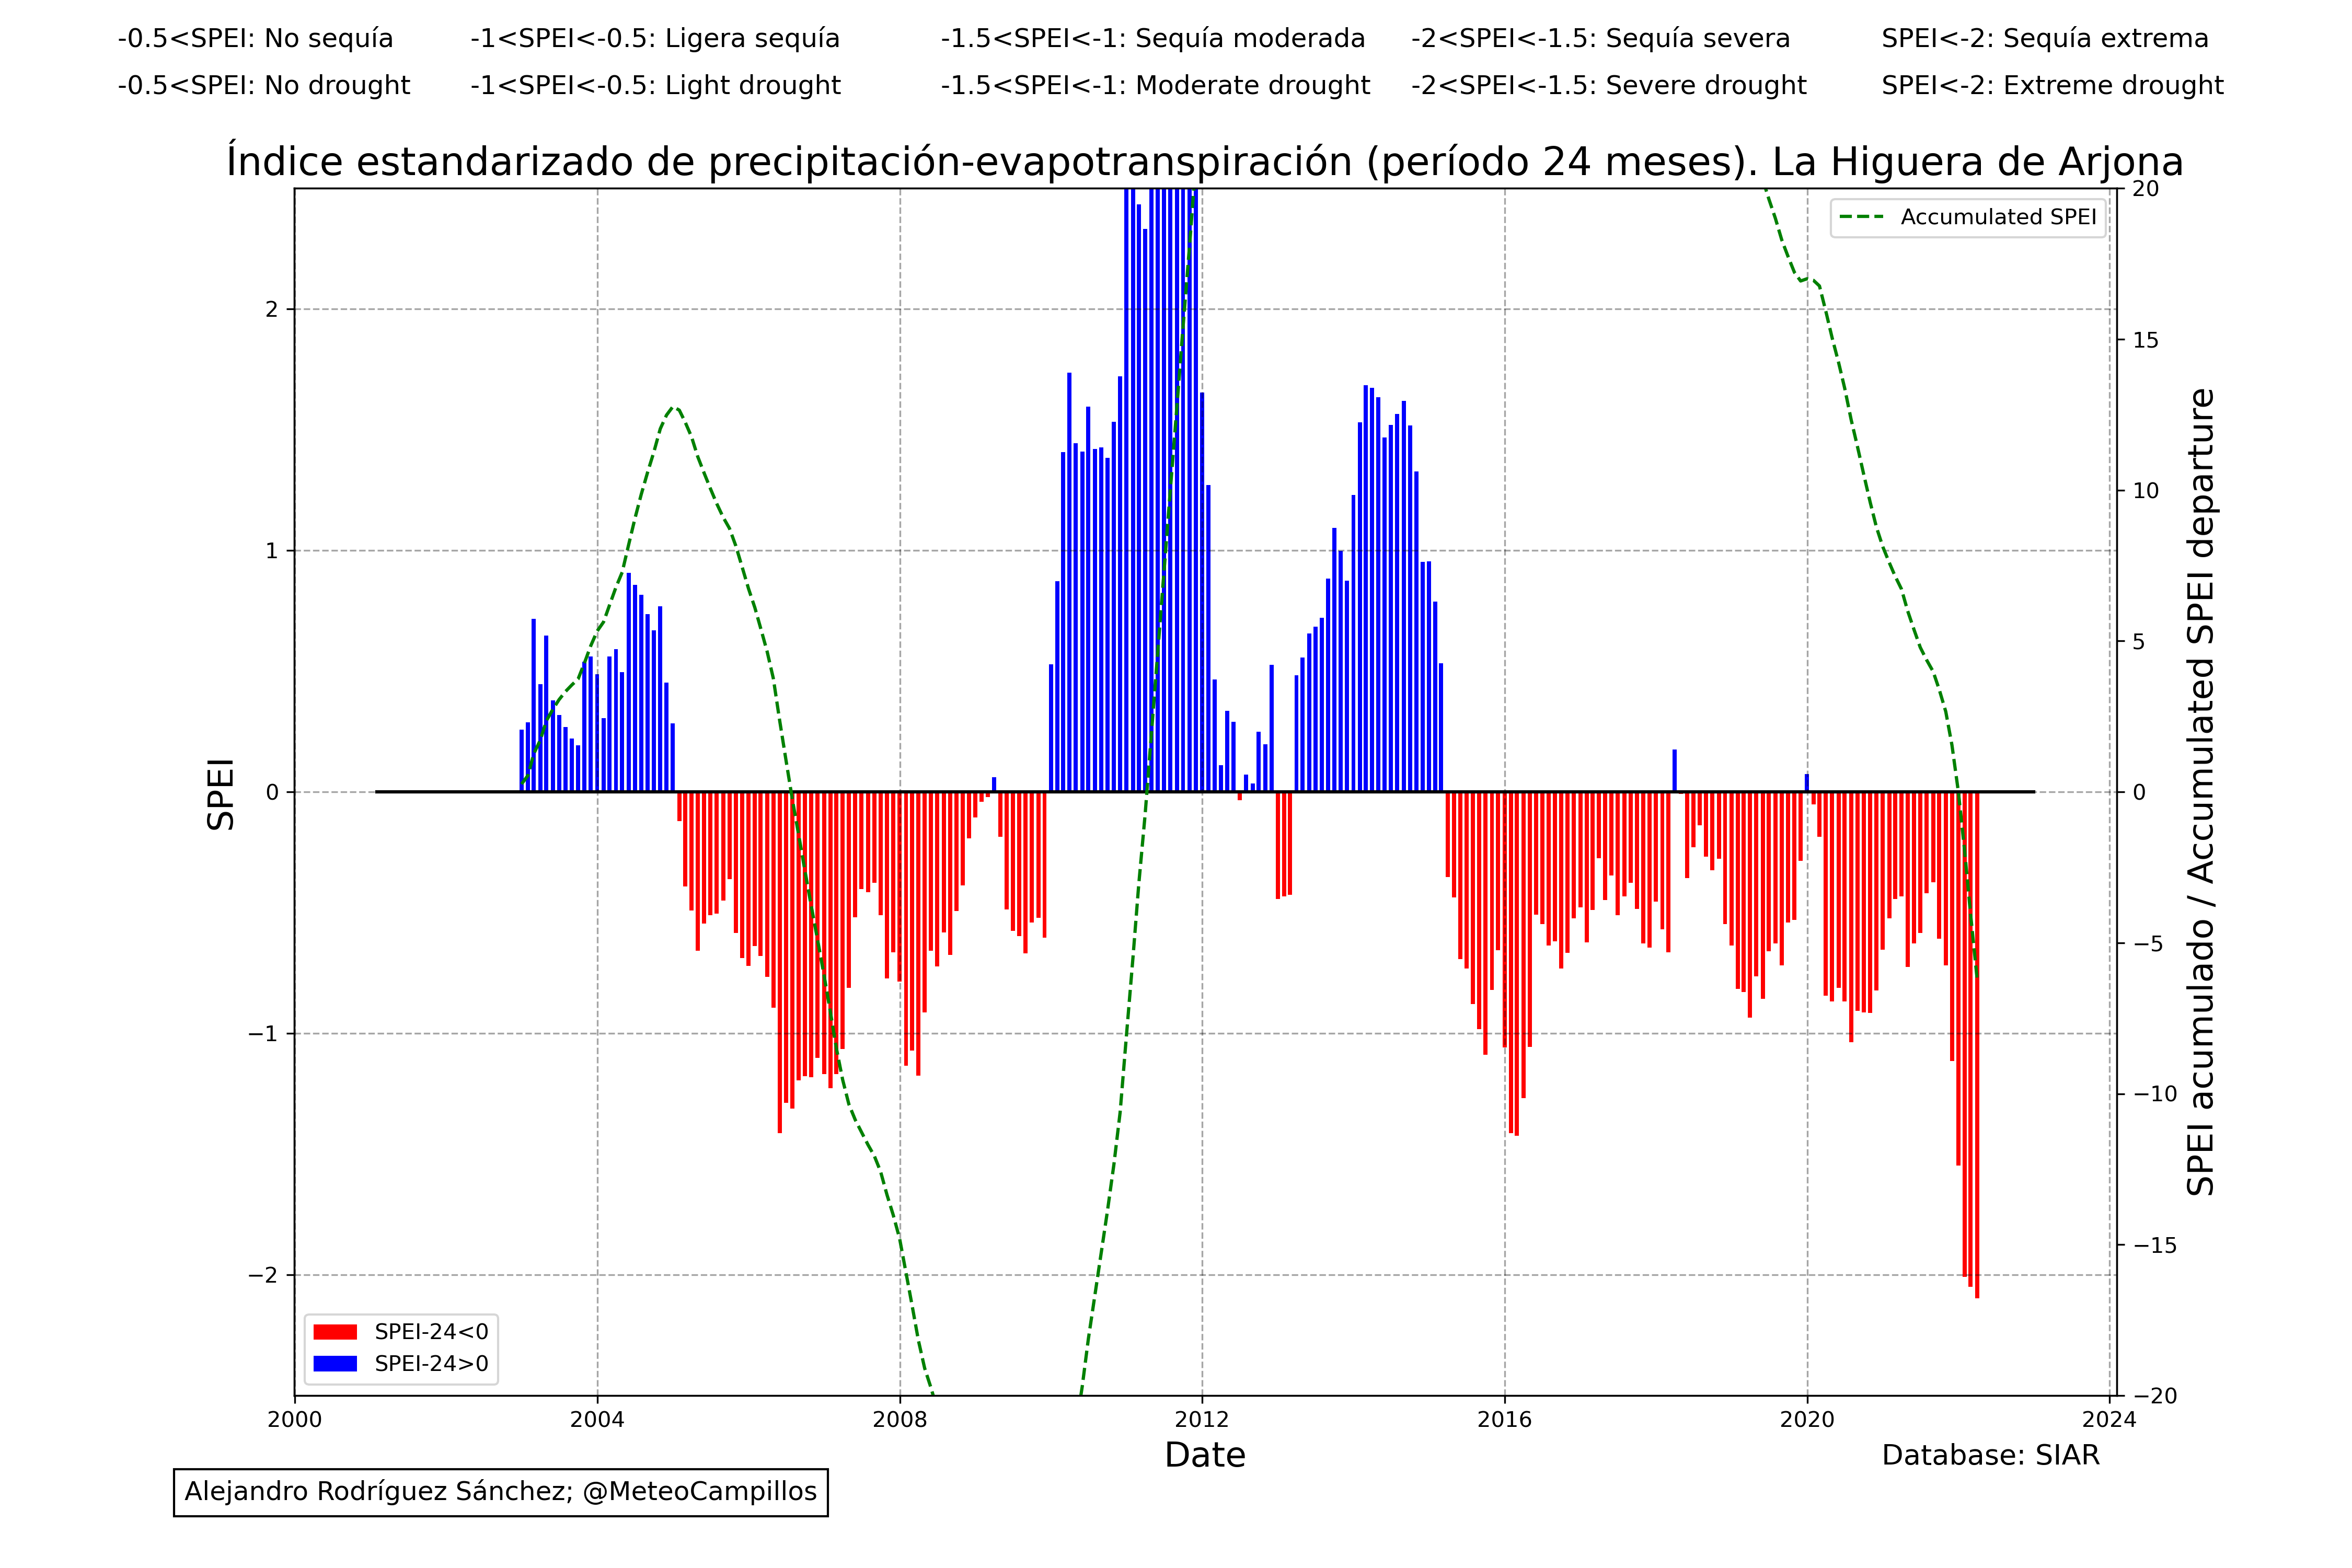 -0.5<SPEI: No sequía -1<SPEI<-0.5: Ligera sequía -1.5<SPEI<-1: Sequía moderada -2<SPEI<-1.5: Sequía severa SPEI<-2: Sequía extrema
-0.5<SPEI: No drought -1<SPEI<-0.5: Light drought -1.5<SPEI<-1: Moderate drought -2<SPEI<-1.5: Severe drought SPEI<-2: Extreme drought
Índice estandarizado de precipitación-evapotranspiración (período 24 meses). La Higuera de Arjona
SPEI
2
1
0
−1
−2
Accumulated SPEI
20
15
10
5
0
−5
−10
−15
−20
SPEI acumulado / Accumulated SPEI departure
SPEI-24<0
SPEI-24>0
2000 2004 2008 2012 2016 2020 2024
Date
Database: SIAR
Alejandro Rodríguez Sánchez; @MeteoCampillos